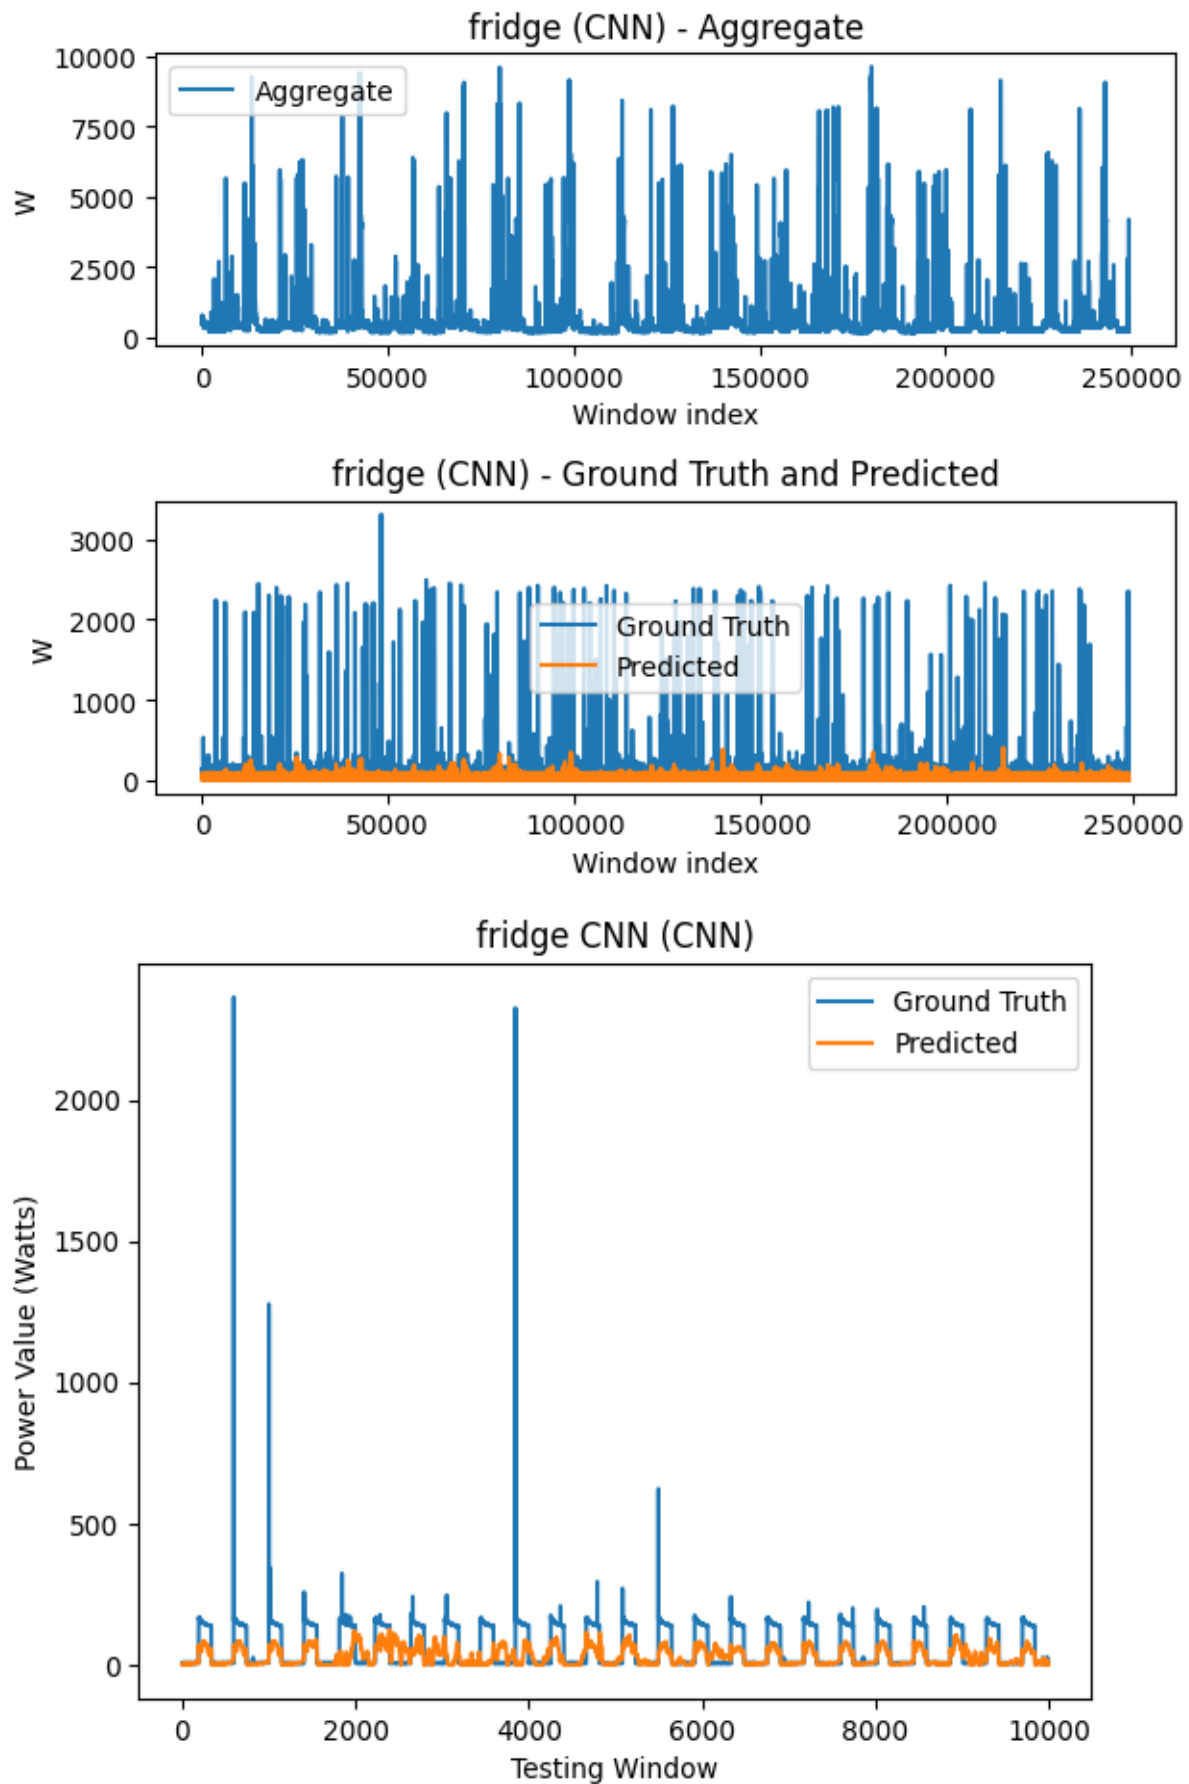 fridge (CNN) - Aggregate
10000
7500
5000
2500
0
W
Aggregate
0 50000 100000 150000 200000 250000
Window index
fridge (CNN) - Ground Truth and Predicted
3000
2000
1000
0
W
Ground Truth
Predicted
0 50000 100000 150000 200000 250000
Window index
fridge CNN (CNN)
2000
1500
1000
500
0
Power Value (Watts)
Ground Truth
Predicted
0 2000 4000 6000 8000 10000
Testing Window